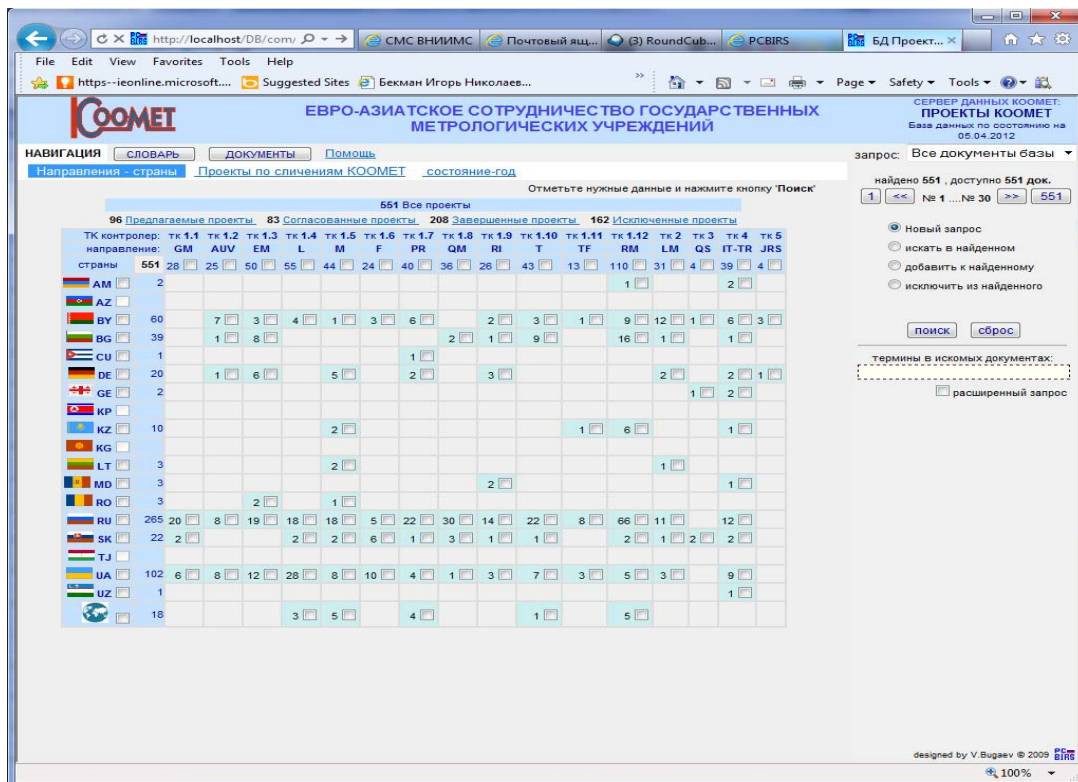 http://localhost/DB/com/
СМС ВНИИМС
Почтовый ящ...
(3) RoundCub...
PCBIRS
БД Проект...
File Edit View Favorites Tools Help
https--ieonline.microsoft....
Suggested Sites
Бекман Игорь Николаев...
Page Safety Tools
КООМЕТ
ЕВРО-АЗИАТСКОЕ СОТРУДНИЧЕСТВО ГОСУДАРСТВЕННЫХ
МЕТРОЛОГИЧЕСКИХ УЧРЕЖДЕНИЙ
СЕРВЕР ДАННЫХ КООМЕТ:
ПРОЕКТЫ КООМЕТ
База данных по состоянию на
05.04.2012
НАВИГАЦИЯ СЛОВАРЬ ДОКУМЕНТЫ Помощь
Направления - страны Проекты по сличениям КООМЕТ состояние-год
Отметьте нужные данные и нажмите кнопку 'Поиск'
551 Все проекты
96 Предлагаемые проекты 83 Согласованные проекты 208 Завершенные проекты 162 Исключенные проекты
ТК контролер: тк 1.1 тк 1.2 тк 1.3 тк 1.4 тк 1.5 тк 1.6 тк 1.7 тк 1.8 тк 1.9 тк 1.10 тк 1.11 тк 1.12 тк 2 тк 3 тк 4 тк 5
направление: GM AUV EM L M F PR QM RI T TF RM LM QS IT-TR JRS
страны 551 28 25 50 55 44 24 40 36 26 43 13 110 31 4 39 4
AM 2 1 2
AZ
BY 60 7 3 4 1 3 6 2 3 1 9 12 1 6 3
BG 39 1 8 2 1 9 16 1 1
CU 1 1
DE 20 1 6 5 2 3 2 2 1
GE 2 1 2
KP
KZ 10 2 1 6 1
KG
LT 3 2 1
MD 3 2 1
RO 3 2 1
RU 265 20 8 19 18 18 5 22 30 14 22 8 66 11 12
SK 22 2 2 2 6 1 3 1 1 2 1 2 2
TJ
UA 102 6 8 12 28 8 10 4 1 3 7 3 5 3 9
UZ 1 1
18 3 5 4 1 5
запрос: Все документы базы
найдено 551 , доступно 551 док.
1 << № 1 ....№ 30 >> 551
Новый запрос
искать в найденном
добавить к найденному
исключить из найденного
поиск сброс
термины в искомых документах:
расширенный запрос
designed by V.Bugaev © 2009 PC BIRS
100%